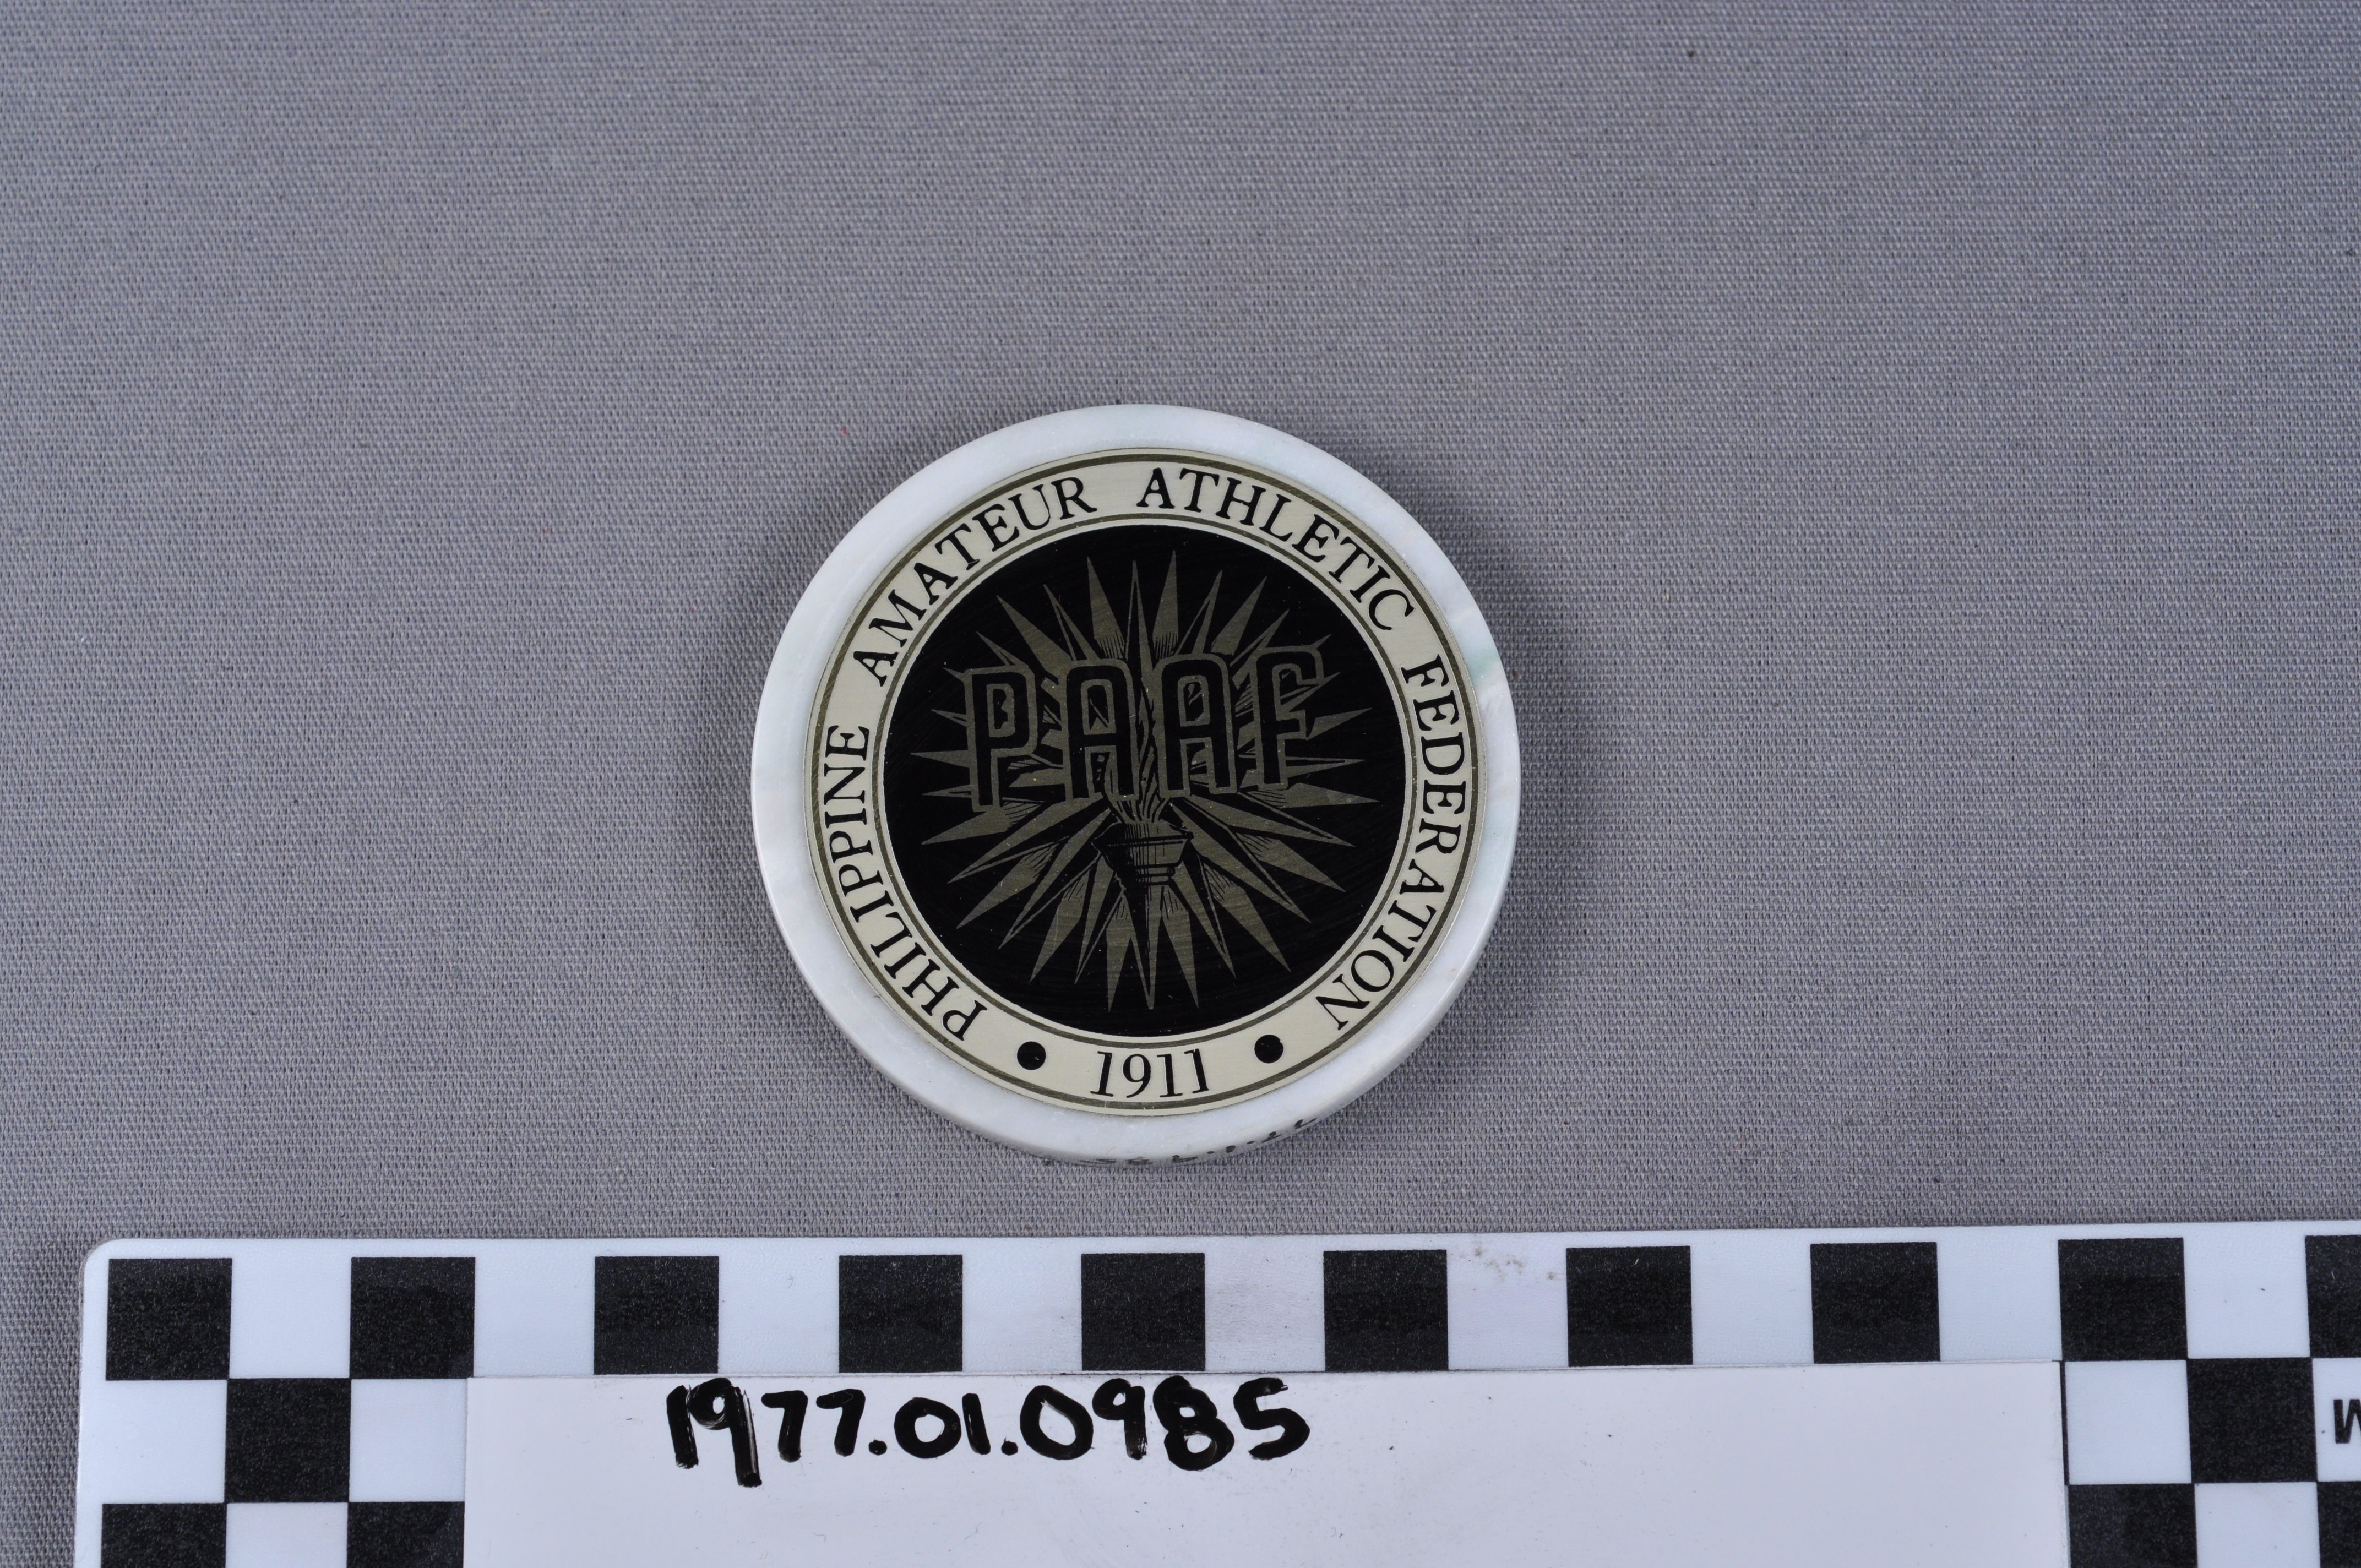 PHILIPPINE AMATEUR ATHLETIC FEDERATION
PAAF
• 1911 •
1977.01.0985
M